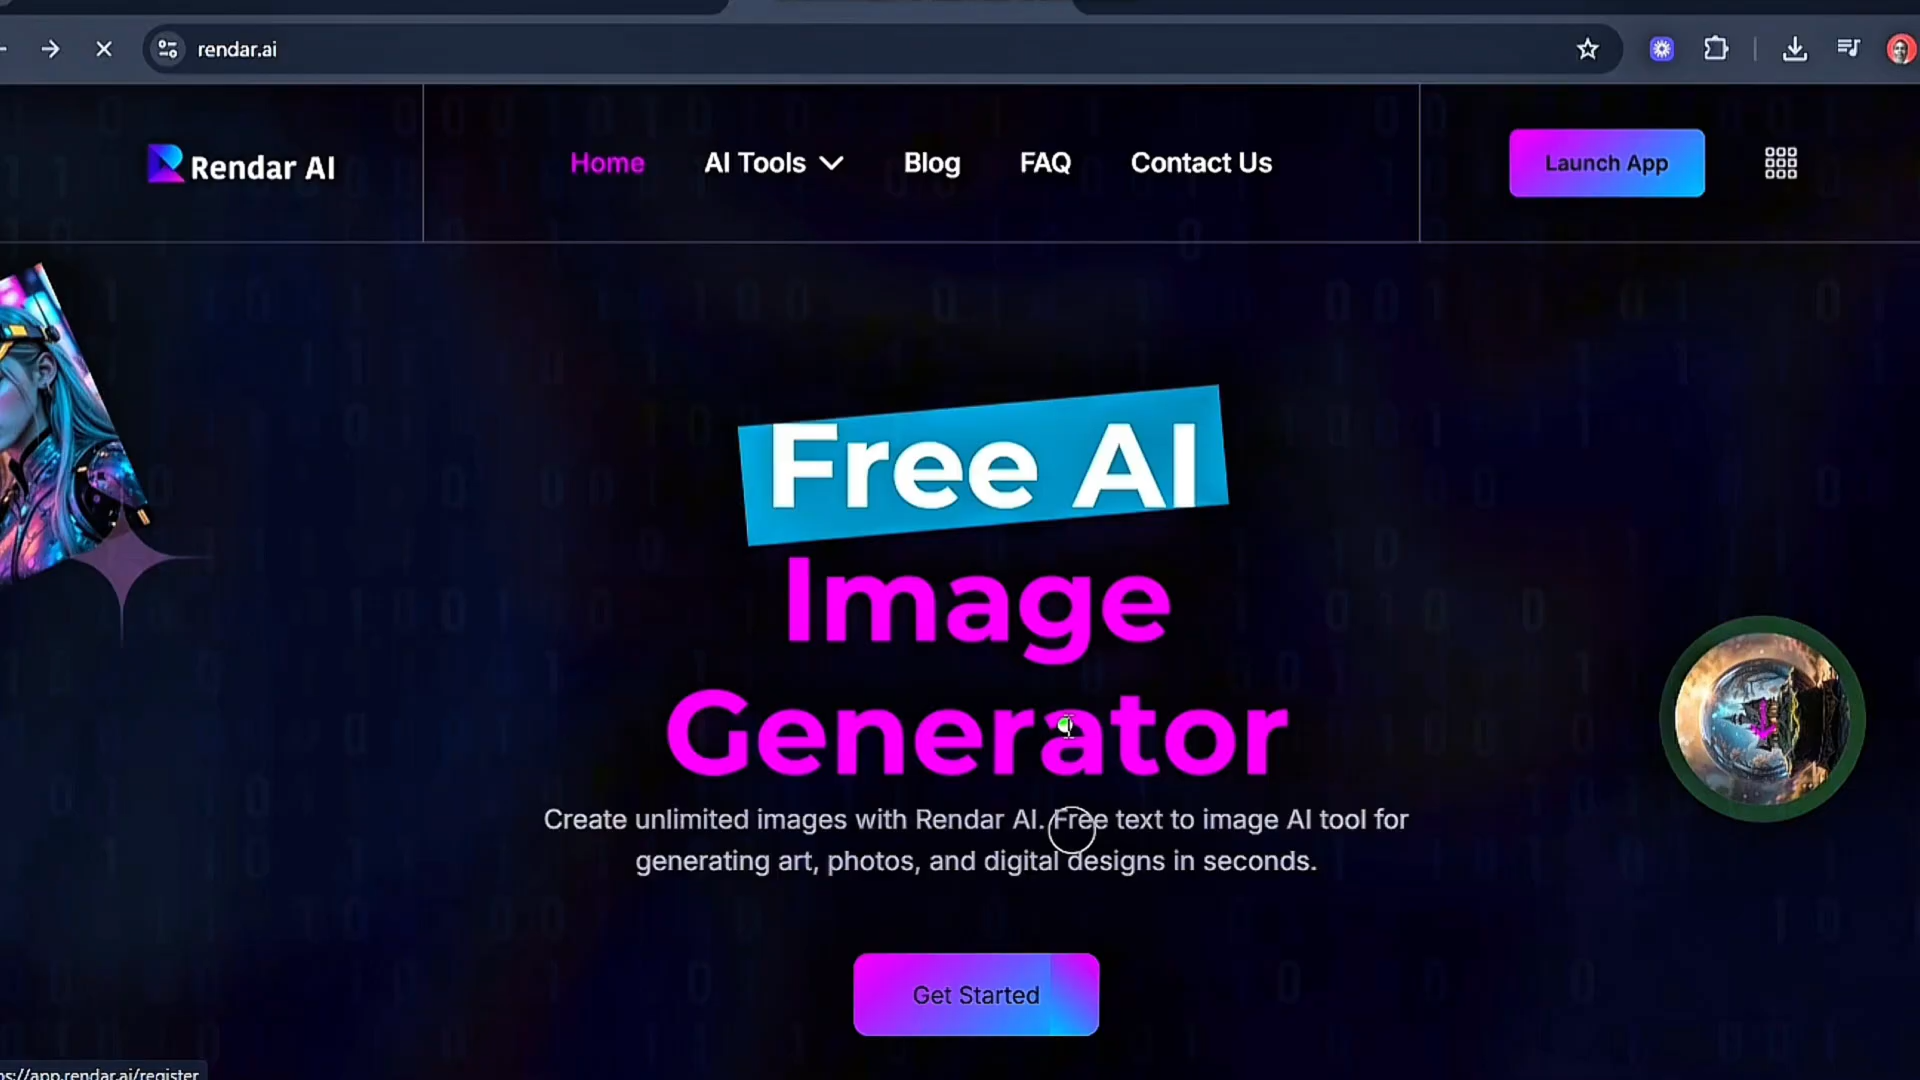 rendar.ai
Rendar AI
Home
AI Tools
Blog
FAQ
Contact Us
Launch App
Free AI
Image
Generator
Create unlimited images with Rendar AI. Free text to image AI tool for
generating art, photos, and digital designs in seconds.
Get Started
ps://app.rendar.ai/register